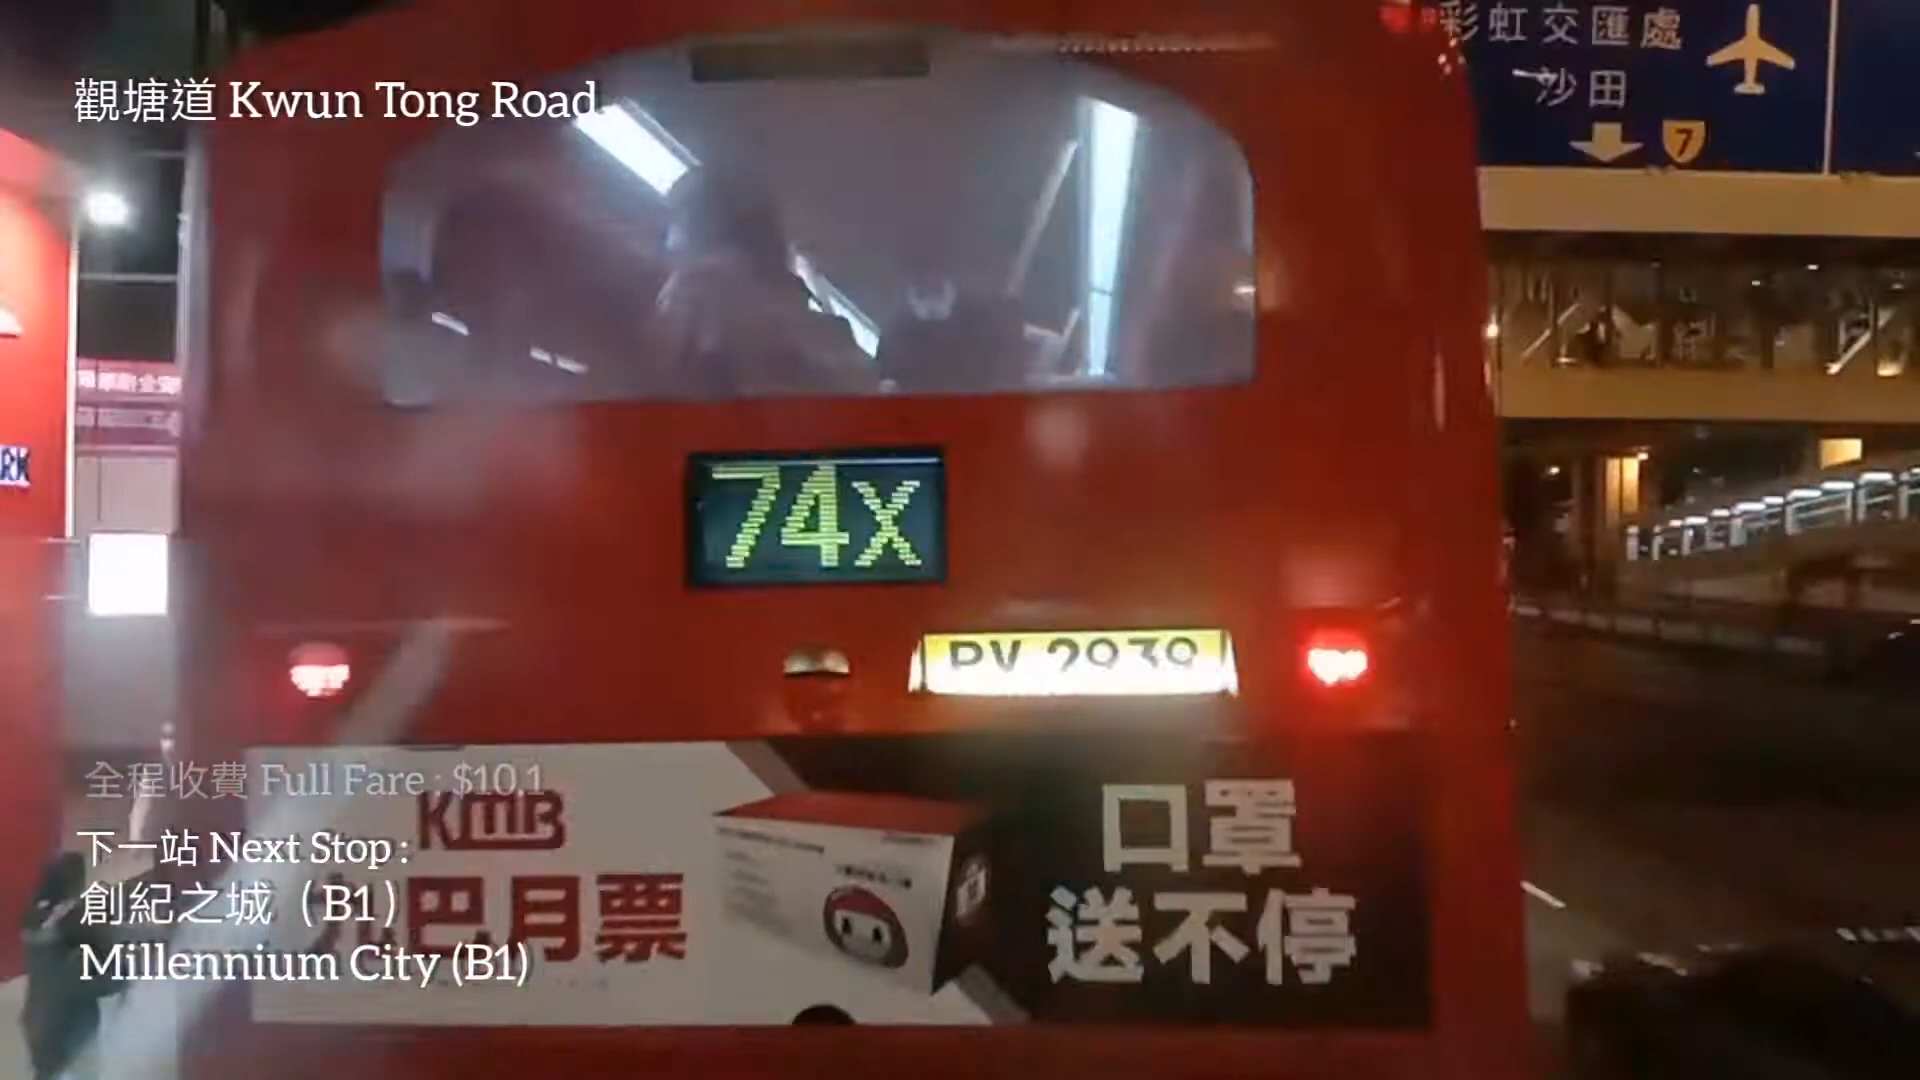 彩虹交匯處
沙田
7
觀塘道 Kwun Tong Road
74X
全程收費 Full Fare : $10.1
KMB
下一站 Next Stop :
口罩
創紀之城 (B1)
九巴月票
送不停
Millennium City (B1)